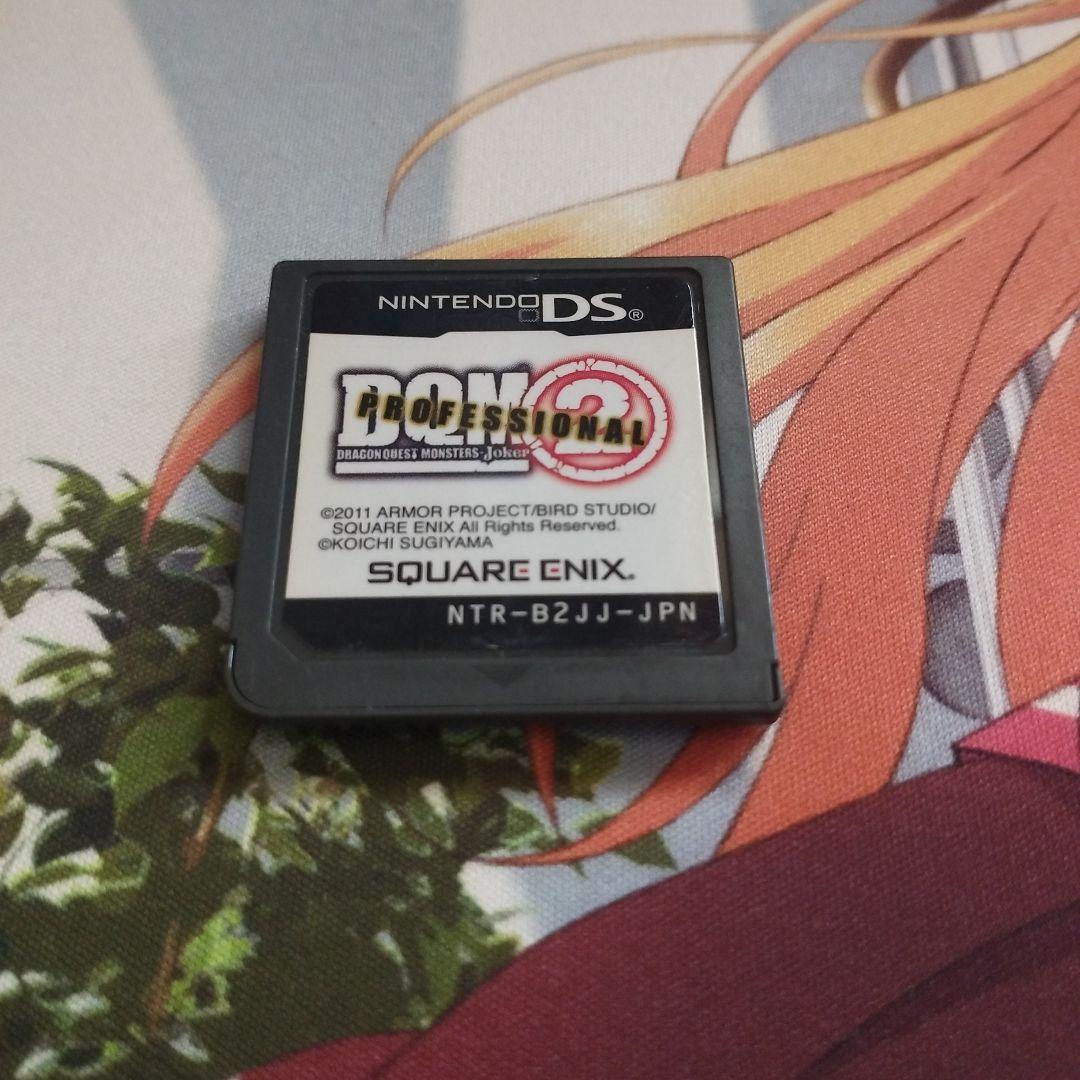 NINTENDO DS®
DQM 2
PROFESSIONAL
DRAGON QUEST MONSTERS-Joker
©2011 ARMOR PROJECT/BIRD STUDIO/
SQUARE ENIX All Rights Reserved.
©KOICHI SUGIYAMA
SQUARE ENIX.
NTR-B2JJ-JPN